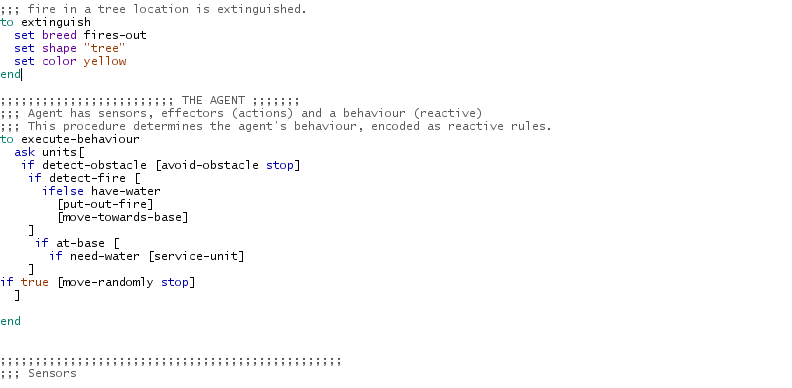 ;;; fire in a tree location is extinguished.
to extinguish
  set breed fires-out
  set shape "tree"
  set color yellow
end

;;;;;;;;;;;;;;;;;;;;;;;;; THE AGENT ;;;;;;;
;;; Agent has sensors, effectors (actions) and a behaviour (reactive)
;;; This procedure determines the agent's behaviour, encoded as reactive rules.
to execute-behaviour
  ask units[
   if detect-obstacle [avoid-obstacle stop]
    if detect-fire [
      ifelse have-water
        [put-out-fire]
        [move-towards-base]
    ]
     if at-base [
       if need-water [service-unit]
    ]
if true [move-randomly stop]
  ]

end


;;;;;;;;;;;;;;;;;;;;;;;;;;;;;;;;;;;;;;;;;;;;;;;;;
;;; Sensors